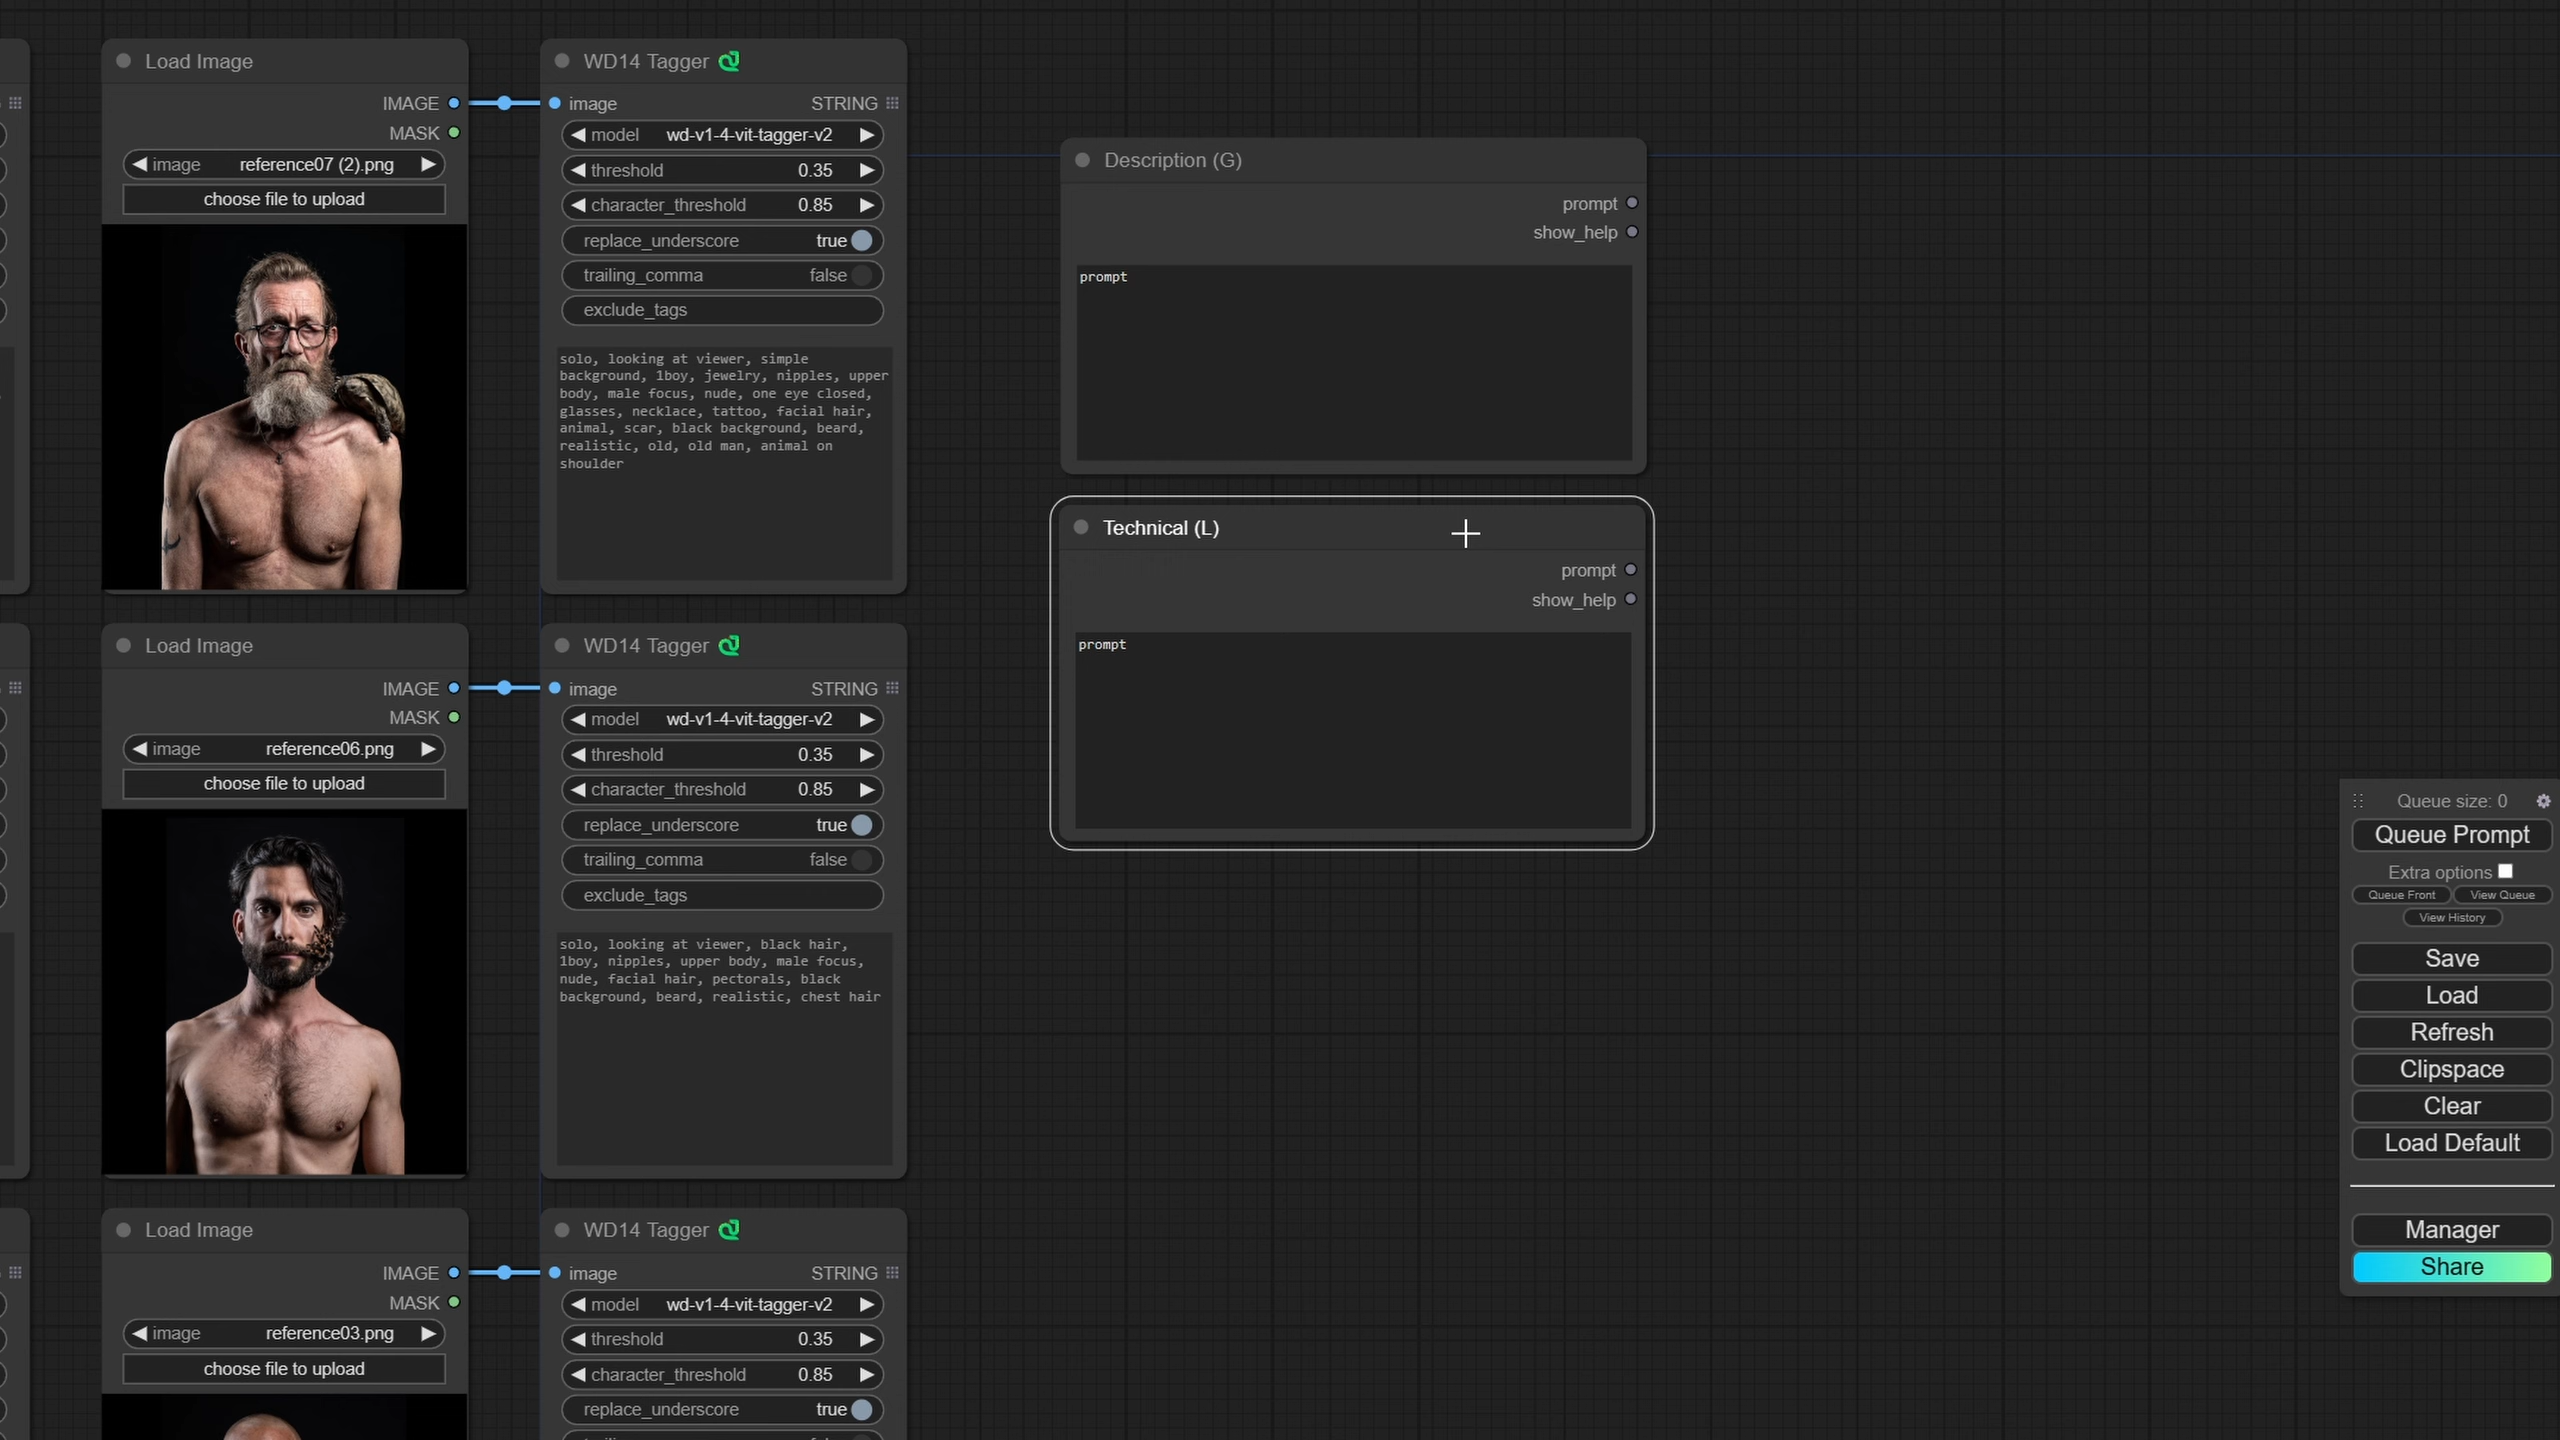 Load Image
IMAGE
MASK
image reference07 (2).png
choose file to upload
WD14 Tagger
image STRING
model wd-v1-4-vit-tagger-v2
threshold 0.35
character_threshold 0.85
replace_underscore true
trailing_comma false
exclude_tags
solo, looking at viewer, simple
background, 1boy, jewelry, nipples, upper
body, male focus, nude, one eye closed,
glasses, necklace, tattoo, facial hair,
animal, scar, black background, beard,
realistic, old, old man, animal on
shoulder
Description (G)
prompt
show_help
prompt
Technical (L)
prompt
show_help
prompt
Load Image
IMAGE
MASK
image reference06.png
choose file to upload
WD14 Tagger
image STRING
model wd-v1-4-vit-tagger-v2
threshold 0.35
character_threshold 0.85
replace_underscore true
trailing_comma false
exclude_tags
solo, looking at viewer, black hair,
1boy, nipples, upper body, male focus,
nude, facial hair, pectorals, black
background, beard, realistic, chest hair
Load Image
IMAGE
MASK
image reference03.png
choose file to upload
WD14 Tagger
image STRING
model wd-v1-4-vit-tagger-v2
threshold 0.35
character_threshold 0.85
replace_underscore true
Queue size: 0
Queue Prompt
Extra options
Queue Front View Queue
View History
Save
Load
Refresh
Clipspace
Clear
Load Default
Manager
Share